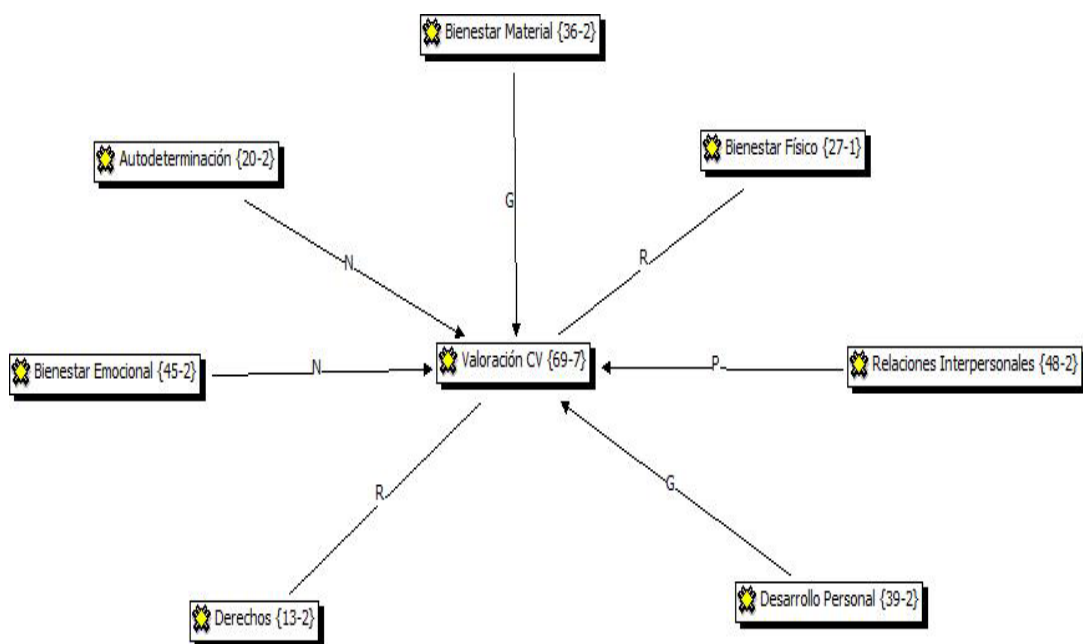 Bienestar Material {36-2}
Autodeterminación {20-2}
Bienestar Físico {27-1}
G
R
N
Valoración CV {69-7}
Bienestar Emocional {45-2}
N
P
Relaciones Interpersonales {48-2}
R
G
Derechos {13-2}
Desarrollo Personal {39-2}